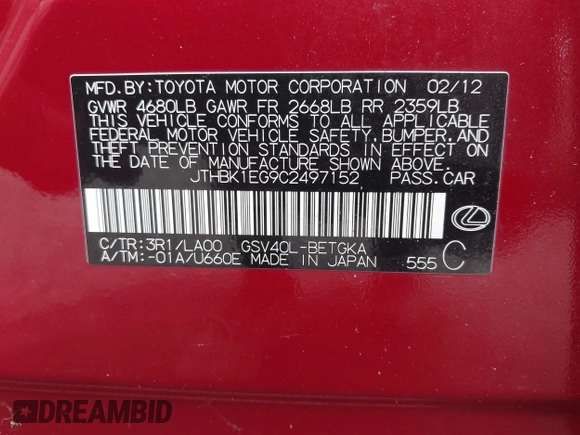 MFD. BY: TOYOTA MOTOR CORPORATION 02/12
GVWR 4680LB GAWR FR 2668LB RR 2359LB
THIS VEHICLE CONFORMS TO ALL APPLICABLE
FEDERAL MOTOR VEHICLE SAFETY, BUMPER, AND
THEFT PREVENTION STANDARDS IN EFFECT ON
THE DATE OF MANUFACTURE SHOWN ABOVE.
JTHBK1EG9C2497152 PASS. CAR
C/TR: 3R1/LA00 GSV40L-BETGKA
A/TM: -01A/U660E MADE IN JAPAN 555 C
DREAMBID